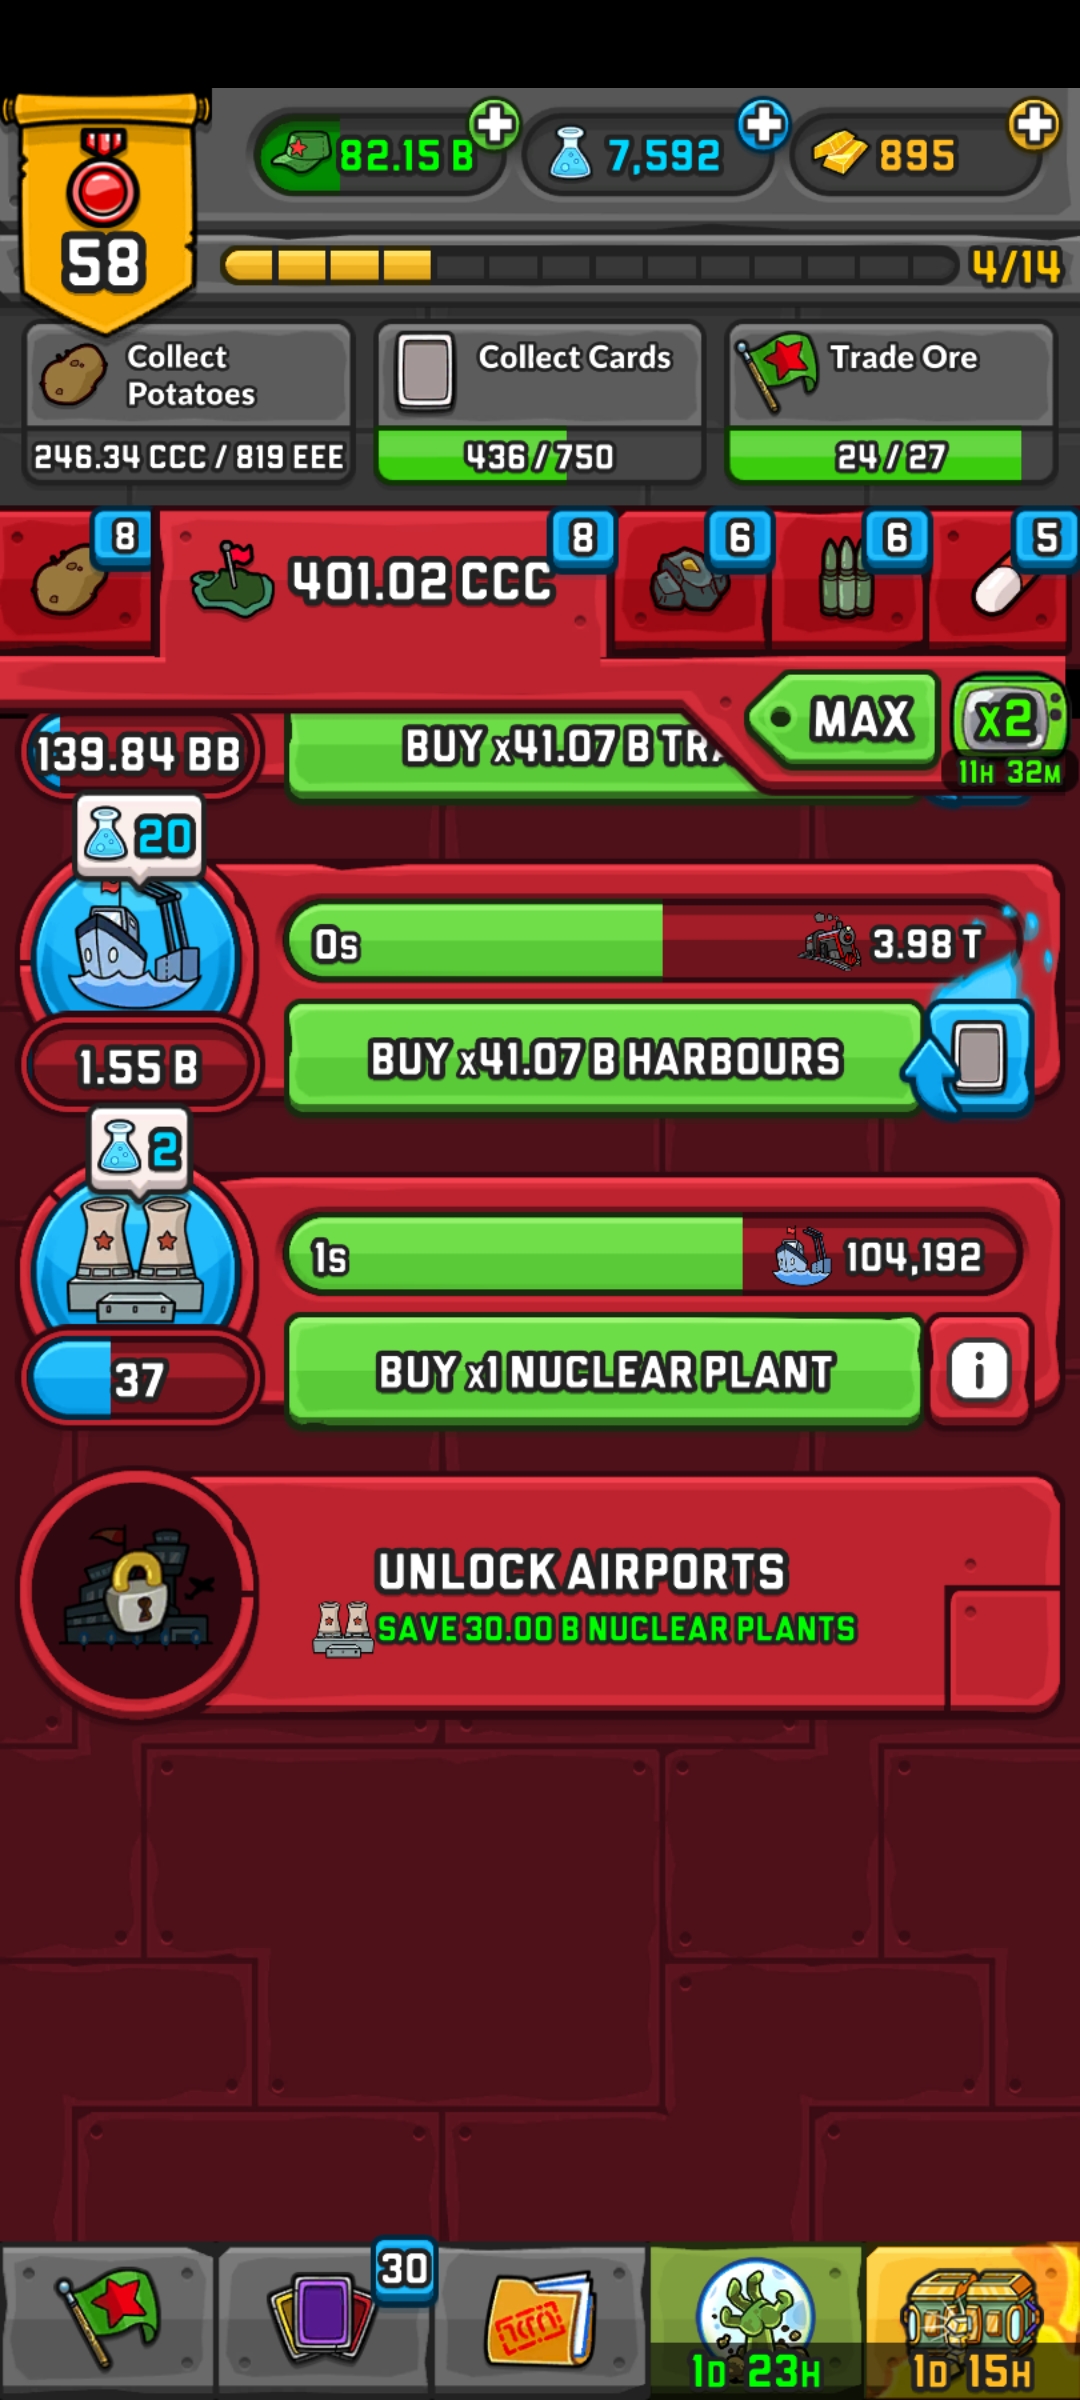 82.15 B
7,592
895
58
4/14
Collect
Potatoes
Collect Cards
Trade Ore
246.34 CCC / 819 EEE
436 / 750
24 / 27
8
401.02 CCC
8
6
6
5
MAX
x2
11H 32M
139.84 BB
BUY x41.07 B
20
0s
3.98 T
1.55 B
BUY x41.07 B HARBOURS
2
1s
104,192
37
BUY x1 NUCLEAR PLANT
i
UNLOCK AIRPORTS
SAVE 30.00 B NUCLEAR PLANTS
30
1D 23H
1D 15H